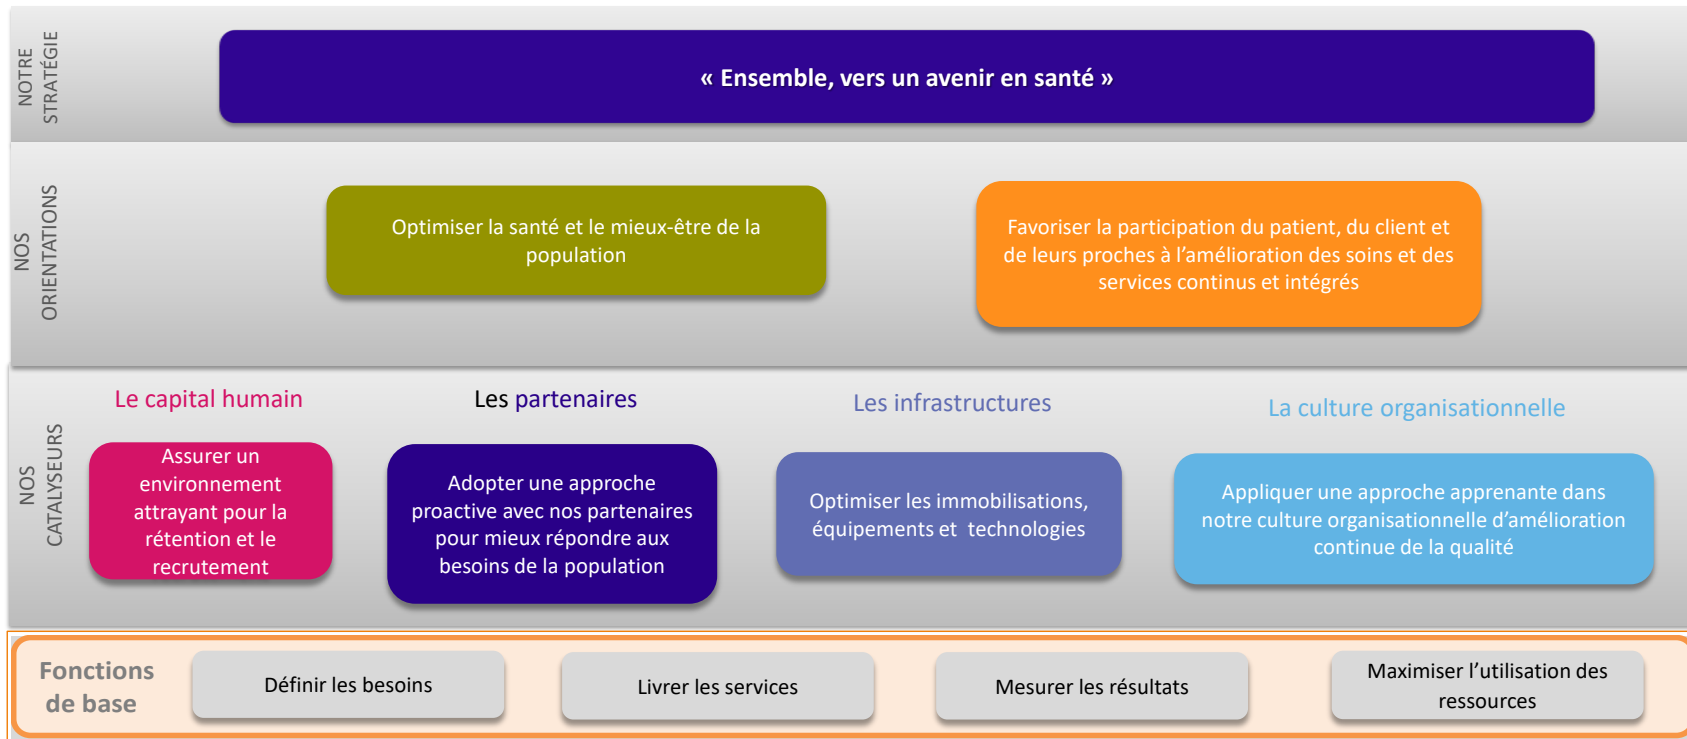 NOTRE
STRATÉGIE
« Ensemble, vers un avenir en santé »
NOS
ORIENTATIONS
Optimiser la santé et le mieux-être de la
population
Favoriser la participation du patient, du client et
de leurs proches à l’amélioration des soins et des
services continus et intégrés
NOS
CATALYSEURS
Le capital humain
Assurer un
environnement
attrayant pour la
rétention et le
recrutement
Les partenaires
Adopter une approche
proactive avec nos partenaires
pour mieux répondre aux
besoins de la population
Les infrastructures
Optimiser les immobilisations,
équipements et  technologies
La culture organisationnelle
Appliquer une approche apprenante dans
notre culture organisationnelle d’amélioration
continue de la qualité
Fonctions
de base
Définir les besoins
Livrer les services
Mesurer les résultats
Maximiser l’utilisation des
ressources